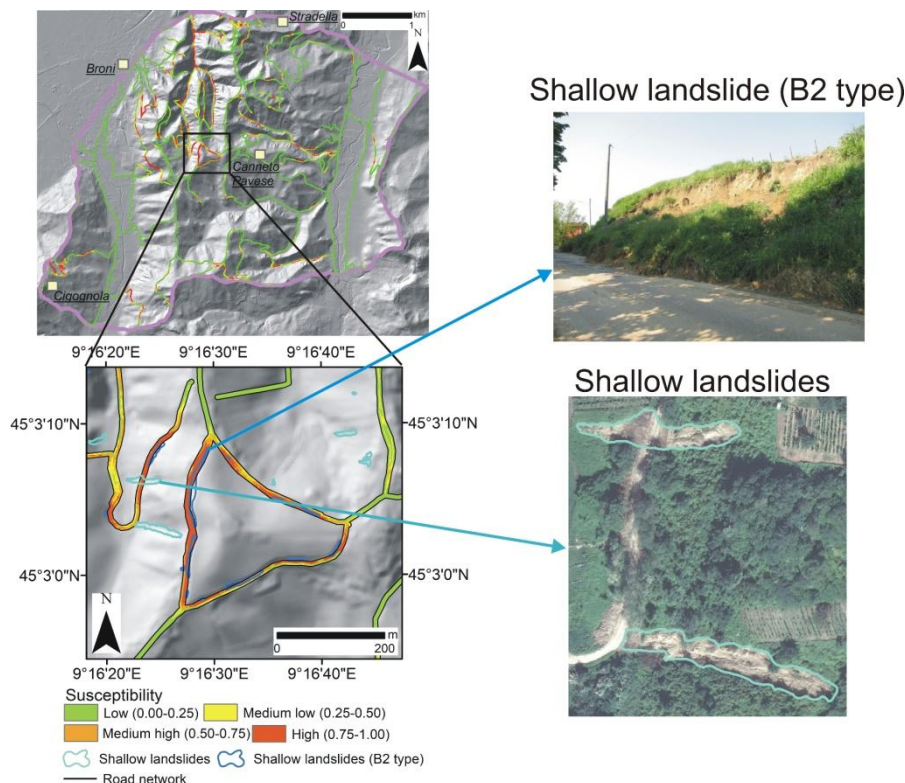 Stradella
km
0 1
N
Broni
Canneto
Pavese
Cigognola
Shallow landslide (B2 type)
Shallow landslides
9°16'20"E 9°16'30"E 9°16'40"E
45°3'10"N 45°3'10"N
45°3'0"N 45°3'0"N
N
m
0 200
9°16'20"E 9°16'30"E 9°16'40"E
Susceptibility
Low (0.00-0.25) Medium low (0.25-0.50)
Medium high (0.50-0.75) High (0.75-1.00)
Shallow landslides Shallow landslides (B2 type)
Road network